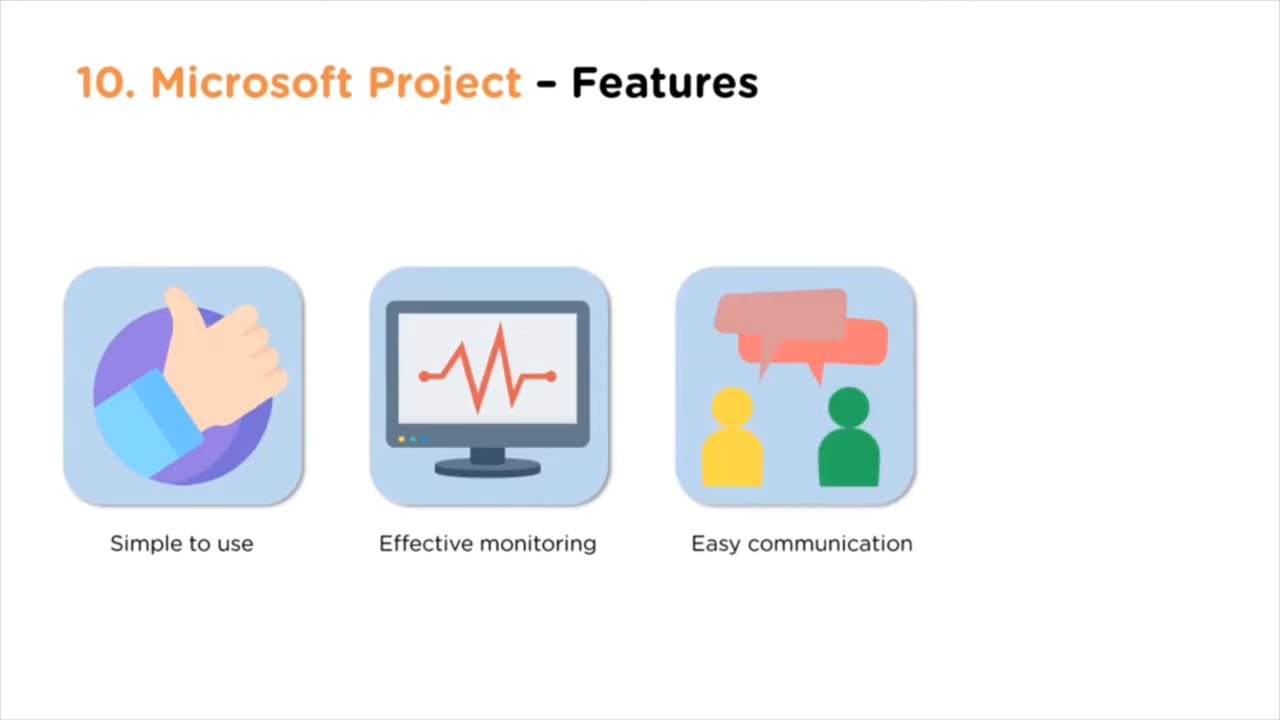 10. Microsoft Project – Features
Simple to use
Effective monitoring
Easy communication